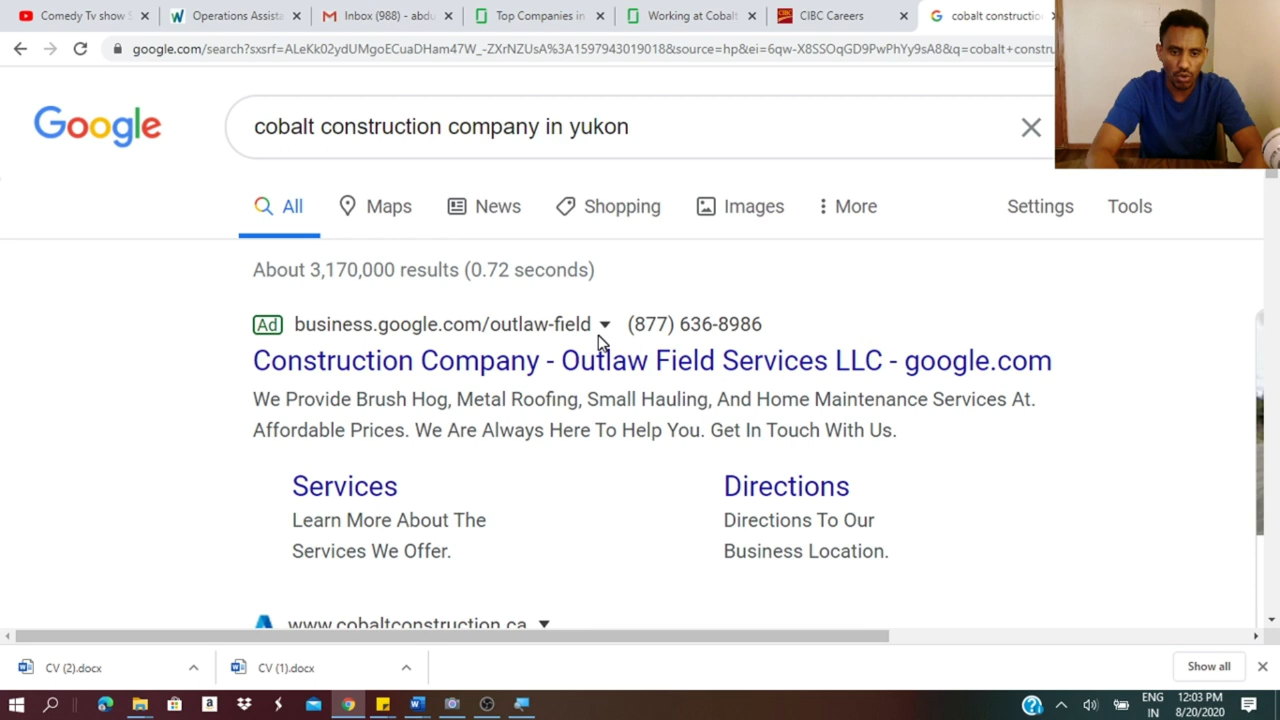 Comedy Tv show S
Operations Assista
Inbox (988) - abdu
Top Companies in
Working at Cobalt
CIBC Careers
cobalt constructio
google.com/search?sxsrf=ALeKk02ydUMgoECuaDHam47W_-ZXrNZUsA%3A1597943019018&source=hp&ei=6qw-X8SSOqGD9PwPhYy9sA8&q=cobalt+constru
Google
cobalt construction company in yukon
All
Maps
News
Shopping
Images
More
Settings
Tools
About 3,170,000 results (0.72 seconds)
Ad business.google.com/outlaw-field (877) 636-8986
Construction Company - Outlaw Field Services LLC - google.com
We Provide Brush Hog, Metal Roofing, Small Hauling, And Home Maintenance Services At.
Affordable Prices. We Are Always Here To Help You. Get In Touch With Us.
Services
Learn More About The
Services We Offer.
Directions
Directions To Our
Business Location.
www.cobaltconstruction.ca
CV (2).docx
CV (1).docx
Show all
ENG
IN
12:03 PM
8/20/2020